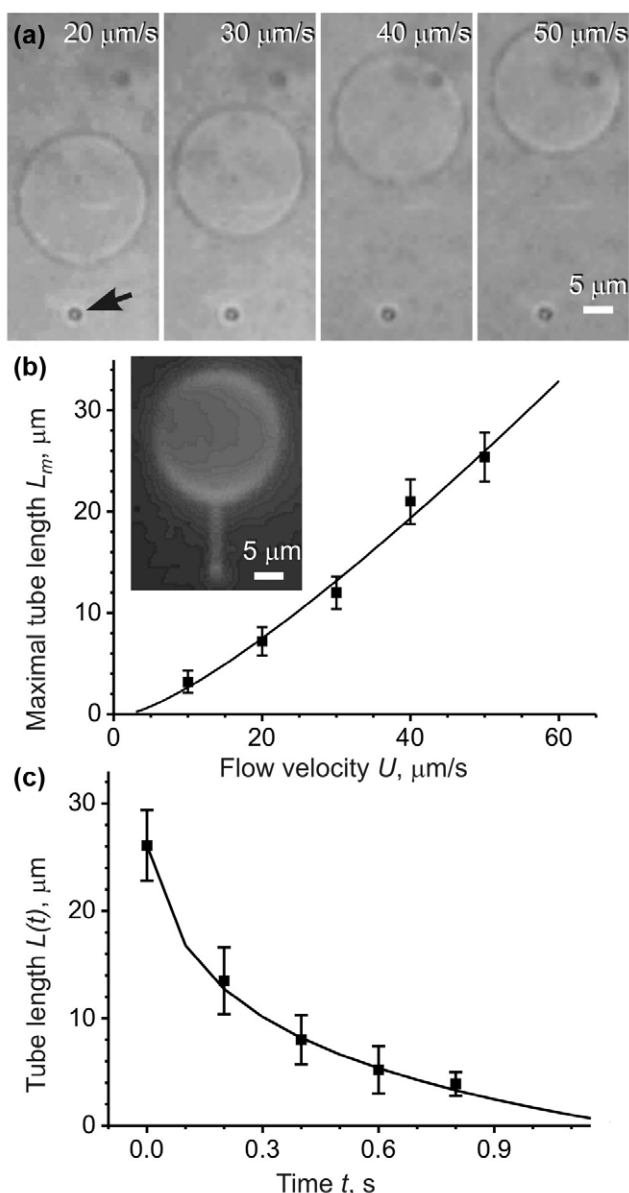 (a) 20 μm/s 30 μm/s 40 μm/s 50 μm/s
5 μm
(b)
Maximal tube length Lm, μm
30
20
10
0
5 μm
0 20 40 60
Flow velocity U, μm/s
(c)
Tube length L(t), μm
30
20
10
0
0.0 0.3 0.6 0.9
Time t, s